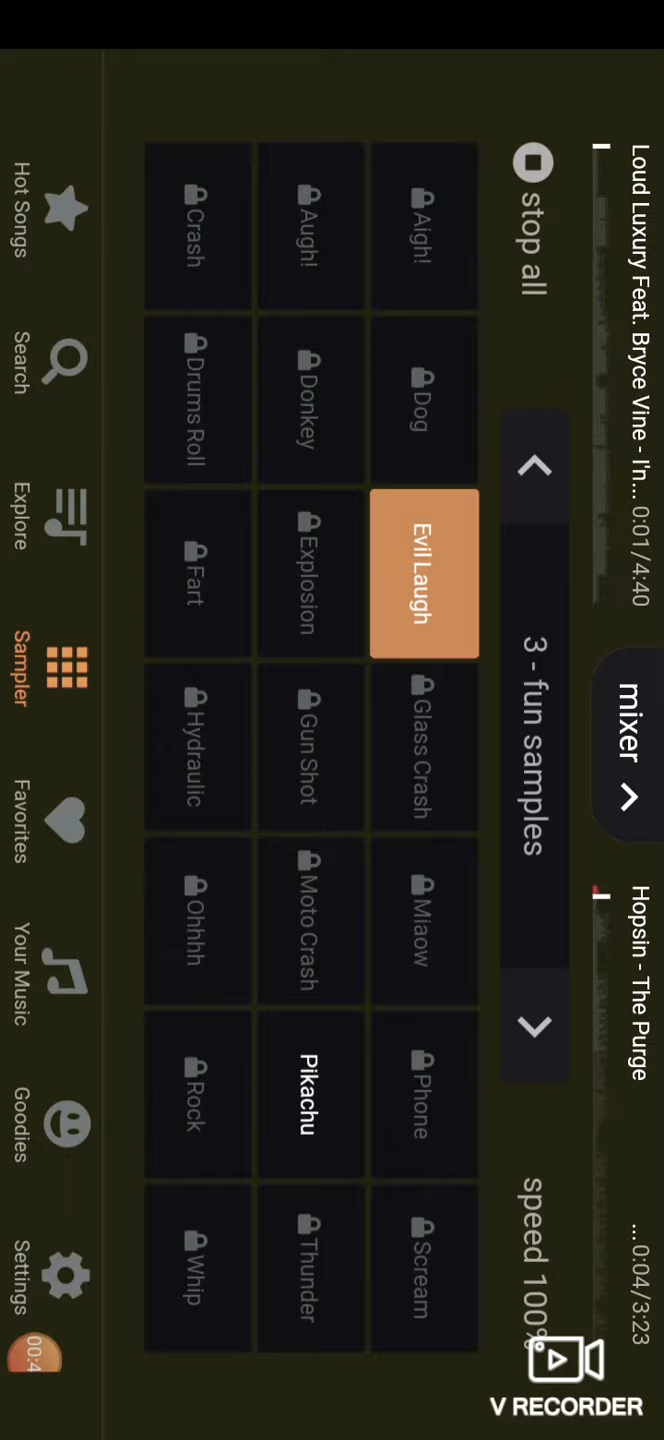 Loud Luxury Feat. Bryce Vine - I'n... 0:01/4:40
mixer
Hopsin - The Purge ...0:04/3:23
stop all
3 - fun samples
speed 100%
Aigh!
Dog
Evil Laugh
Glass Crash
Miaow
Phone
Scream
Augh!
Donkey
Explosion
Gun Shot
Moto Crash
Pikachu
Thunder
Crash
Drums Roll
Fart
Hydraulic
Ohhhh
Rock
Whip
Hot Songs
Search
Explore
Sampler
Favorites
Your Music
Goodies
Settings
00:4
V RECORDER